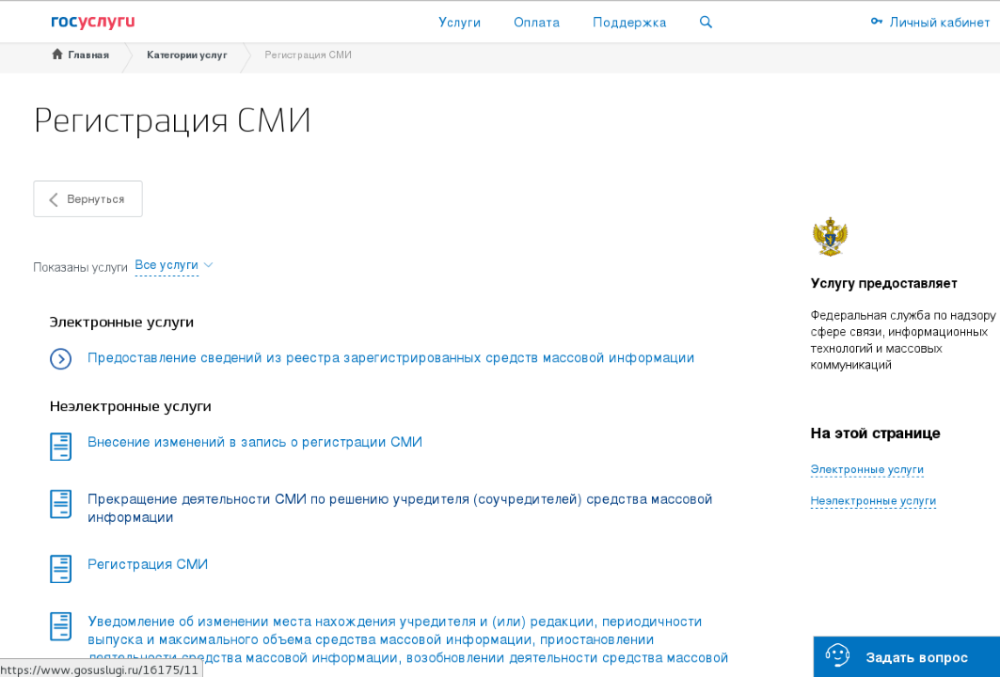 госуслуги
Услуги
Оплата
Поддержка
Личный кабинет
Главная
Категории услуг
Регистрация СМИ
Регистрация СМИ
Вернуться
Показаны услуги Все услуги
Электронные услуги
Предоставление сведений из реестра зарегистрированных средств массовой информации
Неэлектронные услуги
Внесение изменений в запись о регистрации СМИ
Прекращение деятельности СМИ по решению учредителя (соучредителей) средства массовой
информации
Регистрация СМИ
Уведомление об изменении места нахождения учредителя и (или) редакции, периодичности
выпуска и максимального объема средства массовой информации, приостановлении
деятельности средства массовой информации, возобновлении деятельности средства массовой
Услугу предоставляет
Федеральная служба по надзору
сфере связи, информационных
технологий и массовых
коммуникаций
На этой странице
Электронные услуги
Неэлектронные услуги
Задать вопрос
https://www.gosuslugi.ru/16175/11